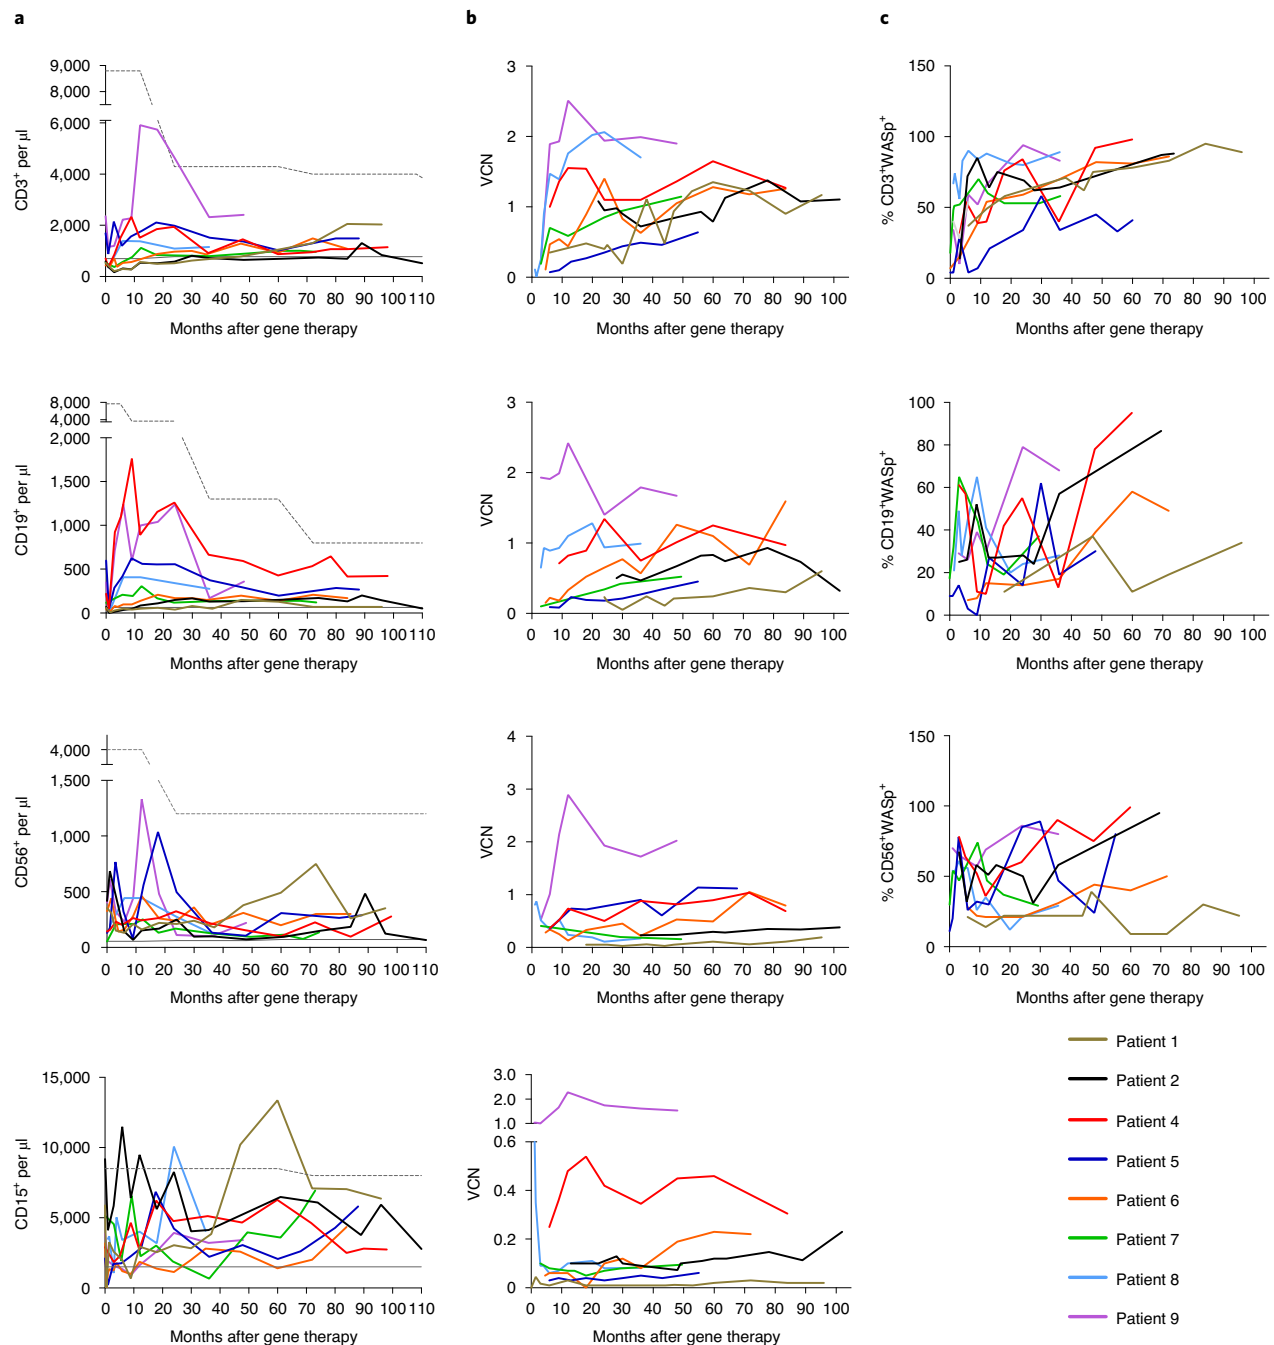 a
b
c
9,000
8,000
6,000
4,000
2,000
0
CD3+ per μl
0 10 20 30 40 50 60 70 80 90 100 110
Months after gene therapy
3
2
1
0
VCN
0 10 20 30 40 50 60 70 80 90 100
Months after gene therapy
150
100
50
0
% CD3+WASp+
0 10 20 30 40 50 60 70 80 90 100
Months after gene therapy
8,000
4,000
2,000
1,500
1,000
500
0
CD19+ per μl
0 10 20 30 40 50 60 70 80 90 100 110
Months after gene therapy
3
2
1
0
VCN
0 10 20 30 40 50 60 70 80 90 100
Months after gene therapy
100
80
60
40
20
0
% CD19+WASp+
0 10 20 30 40 50 60 70 80 90 100
Months after gene therapy
4,000
1,500
1,000
500
0
CD56+ per μl
0 10 20 30 40 50 60 70 80 90 100 110
Months after gene therapy
4
3
2
1
0
VCN
0 10 20 30 40 50 60 70 80 90 100
Months after gene therapy
150
100
50
0
% CD56+WASp+
0 10 20 30 40 50 60 70 80 90 100
Months after gene therapy
15,000
10,000
5,000
0
CD15+ per μl
0 10 20 30 40 50 60 70 80 90 100 110
Months after gene therapy
3.0
2.0
1.0
0.6
0.4
0.2
0
VCN
0 10 20 30 40 50 60 70 80 90 100
Months after gene therapy
Patient 1
Patient 2
Patient 4
Patient 5
Patient 6
Patient 7
Patient 8
Patient 9